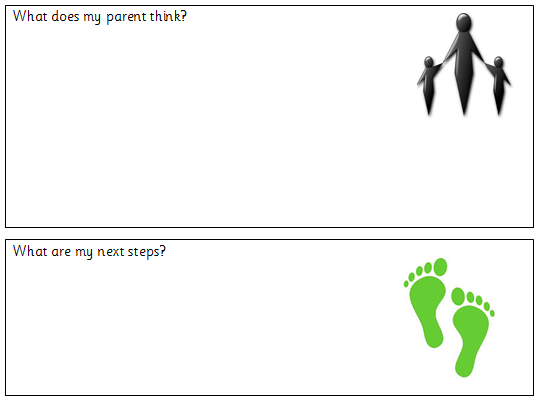 What does my parent think?
What are my next steps?